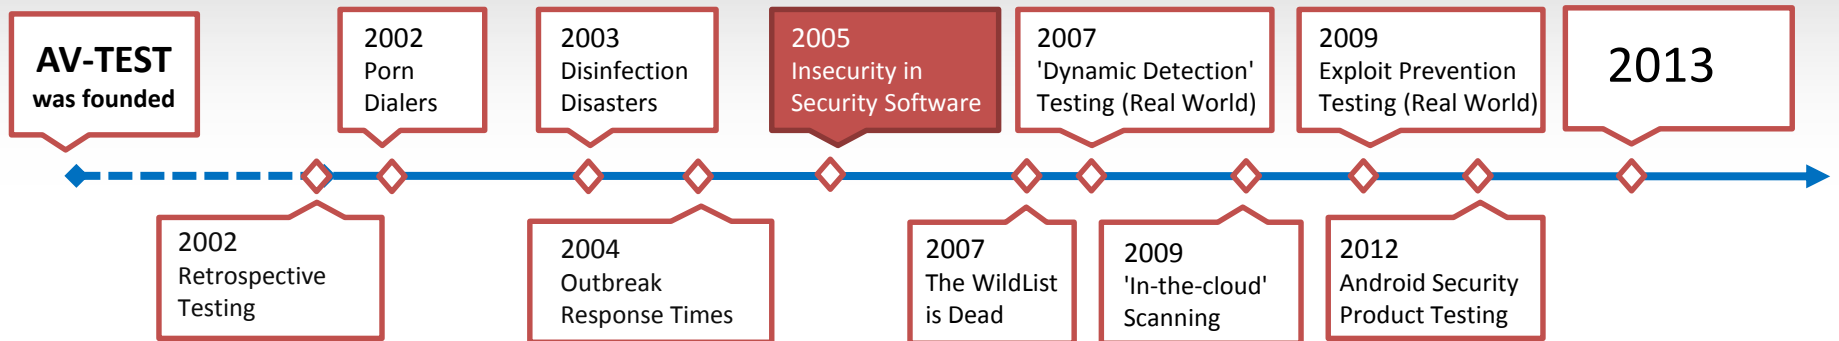 AV-TEST
was founded
2002
Porn
Dialers
2003
Disinfection
Disasters
2005
Insecurity in
Security Software
2007
'Dynamic Detection'
Testing (Real World)
2009
Exploit Prevention
Testing (Real World)
2013
2002
Retrospective
Testing
2004
Outbreak
Response Times
2007
The WildList
is Dead
2009
'In-the-cloud'
Scanning
2012
Android Security
Product Testing